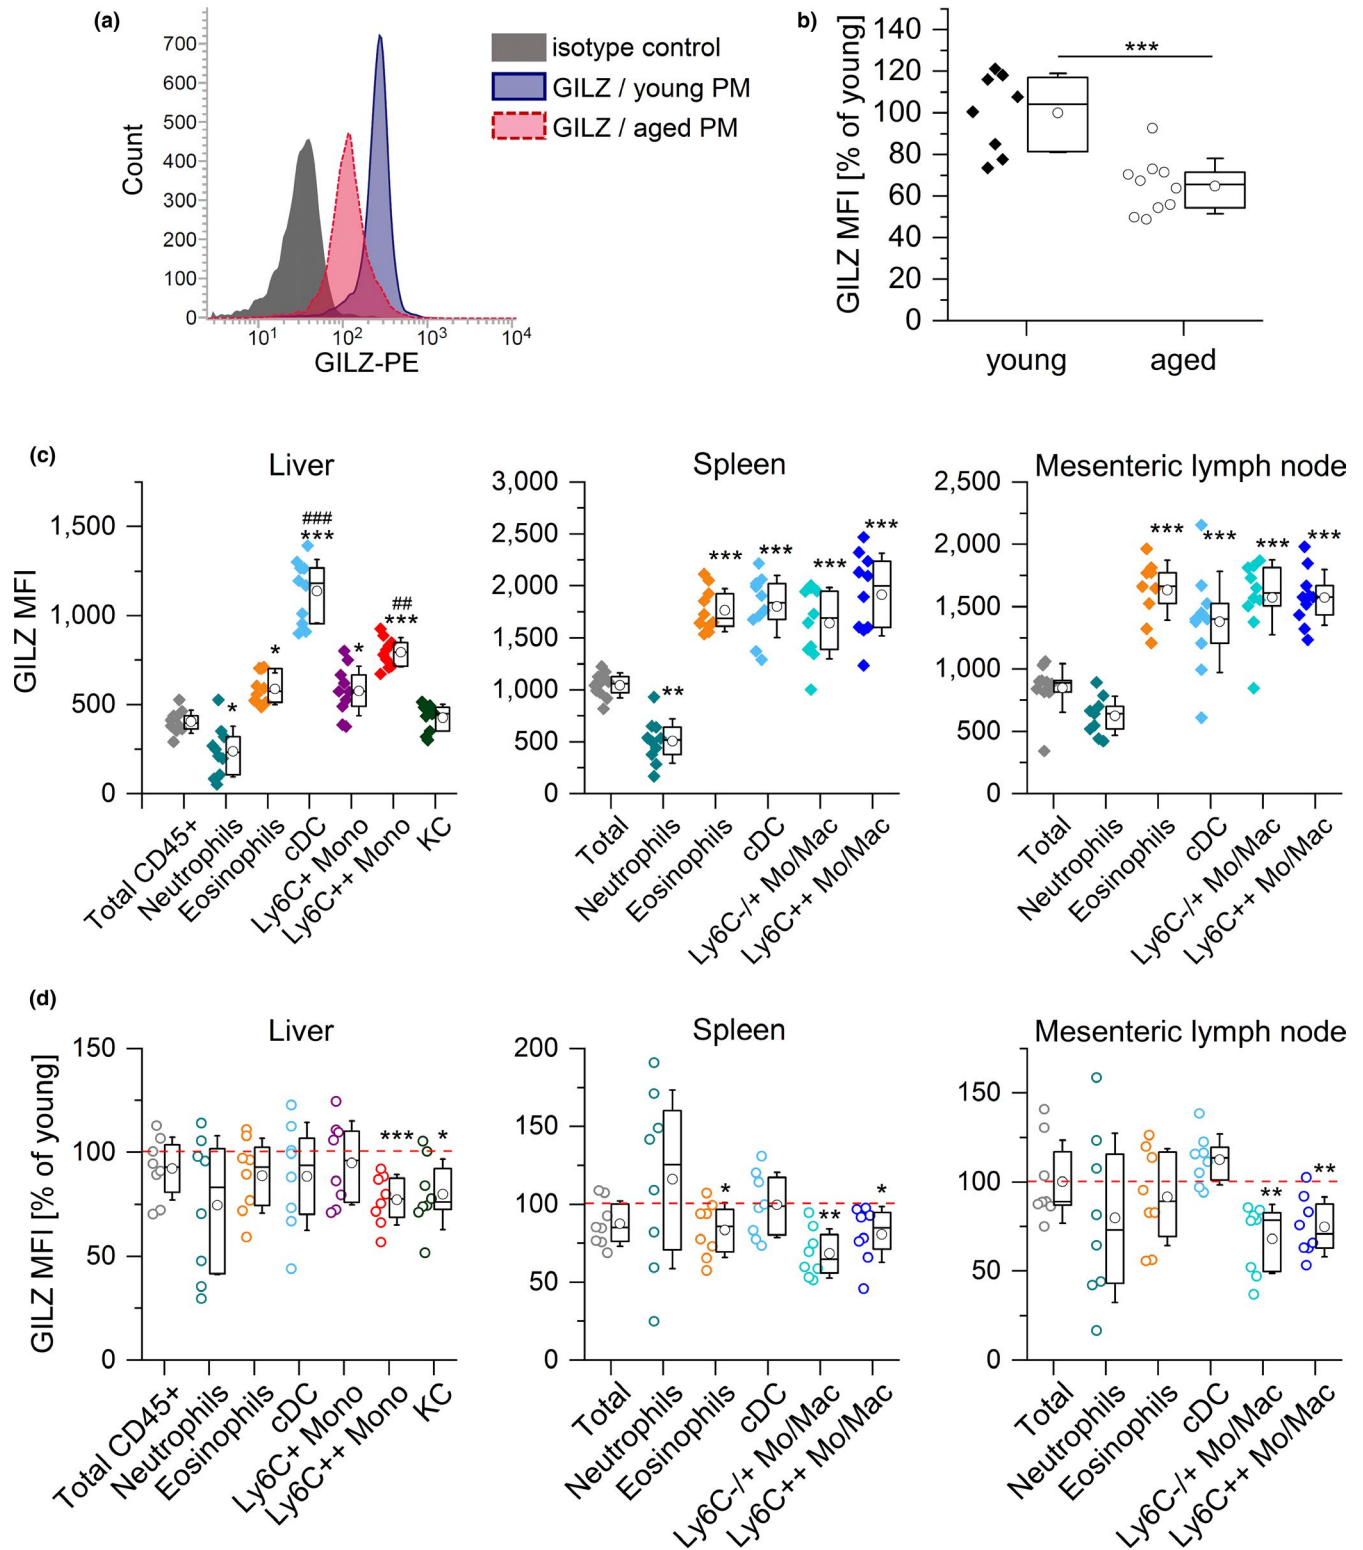 (a)
700
600
500
400
300
200
100
0
Count
10¹ 10² 10³ 10⁴
GILZ-PE
isotype control
GILZ / young PM
GILZ / aged PM
b)
140
120
100
80
60
40
20
0
GILZ MFI [% of young]
***
young aged
(c)
Liver
GILZ MFI
1,500
1,000
500
0
* * ### *** * ## ***
Total CD45+
Neutrophils
Eosinophils
cDC
Ly6C+ Mono
Ly6C++ Mono
KC
Spleen
3,000
2,500
2,000
1,500
1,000
500
0
** *** *** *** ***
Total
Neutrophils
Eosinophils
cDC
Ly6C-/+ Mo/Mac
Ly6C++ Mo/Mac
Mesenteric lymph node
2,500
2,000
1,500
1,000
500
0
*** *** *** ***
Total
Neutrophils
Eosinophils
cDC
Ly6C-/+ Mo/Mac
Ly6C++ Mo/Mac
(d)
Liver
GILZ MFI [% of young]
150
100
50
0
*** *
Total CD45+
Neutrophils
Eosinophils
cDC
Ly6C+ Mono
Ly6C++ Mono
KC
Spleen
200
150
100
50
0
* ** *
Total
Neutrophils
Eosinophils
cDC
Ly6C-/+ Mo/Mac
Ly6C++ Mo/Mac
Mesenteric lymph node
150
100
50
0
** **
Total
Neutrophils
Eosinophils
cDC
Ly6C-/+ Mo/Mac
Ly6C++ Mo/Mac